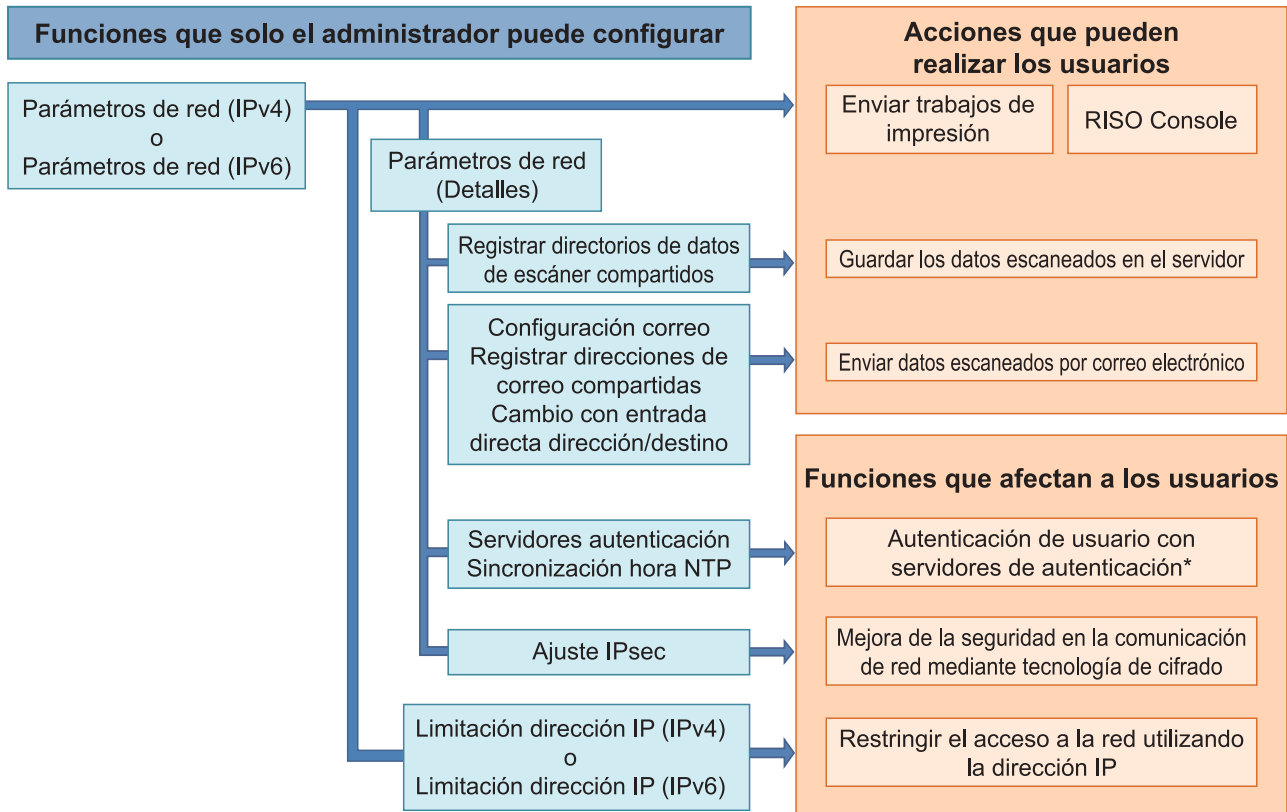 Funciones que solo el administrador puede configurar
Parámetros de red (IPv4)
o
Parámetros de red (IPv6)
Parámetros de red
(Detalles)
Registrar directorios de datos
de escáner compartidos
Configuración correo
Registrar direcciones de
correo compartidas
Cambio con entrada
directa dirección/destino
Servidores autenticación
Sincronización hora NTP
Ajuste IPsec
Limitación dirección IP (IPv4)
o
Limitación dirección IP (IPv6)
Acciones que pueden
realizar los usuarios
Enviar trabajos de
impresión
RISO Console
Guardar los datos escaneados en el servidor
Enviar datos escaneados por correo electrónico
Funciones que afectan a los usuarios
Autenticación de usuario con
servidores de autenticación*
Mejora de la seguridad en la comunicación
de red mediante tecnología de cifrado
Restringir el acceso a la red utilizando
la dirección IP